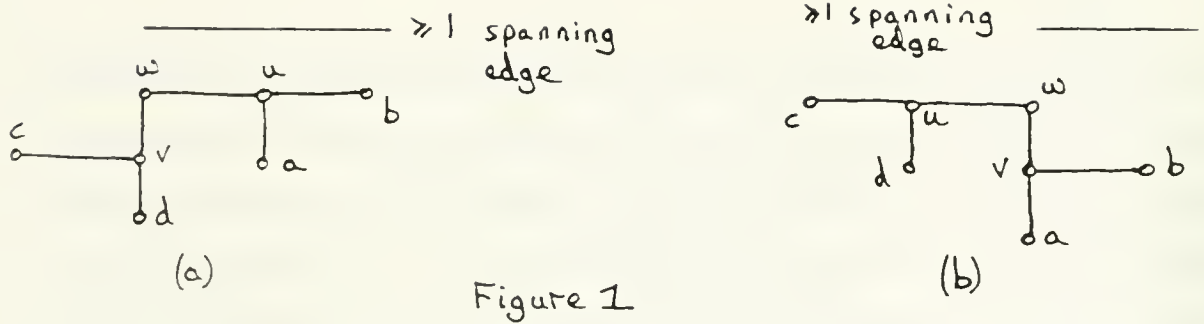 ≥ 1 spanning
edge
w u
b
c
v a
d
(a)
≥1 spanning
edge
w
c u
d v b
a
(b)
Figure 1